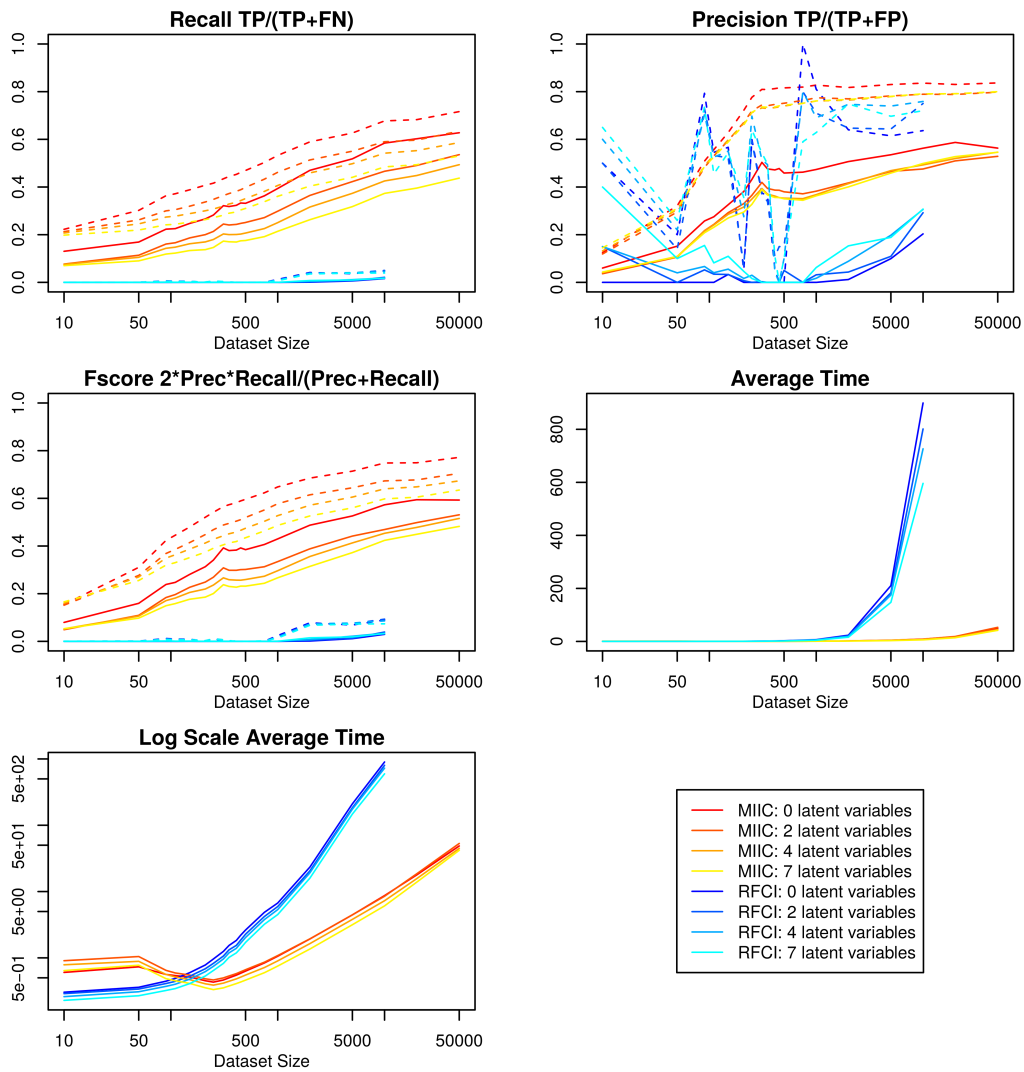 Recall TP/(TP+FN)
1.0
0.8
0.6
0.4
0.2
0.0
10 50 500 5000 50000
Dataset Size
Precision TP/(TP+FP)
1.0
0.8
0.6
0.4
0.2
0.0
10 50 500 5000 50000
Dataset Size
Fscore 2*Prec*Recall/(Prec+Recall)
1.0
0.8
0.6
0.4
0.2
0.0
10 50 500 5000 50000
Dataset Size
Average Time
800
600
400
200
0
10 50 500 5000 50000
Dataset Size
Log Scale Average Time
5e+02
5e+01
5e+00
5e−01
10 50 500 5000 50000
Dataset Size
MIIC: 0 latent variables
MIIC: 2 latent variables
MIIC: 4 latent variables
MIIC: 7 latent variables
RFCI: 0 latent variables
RFCI: 2 latent variables
RFCI: 4 latent variables
RFCI: 7 latent variables